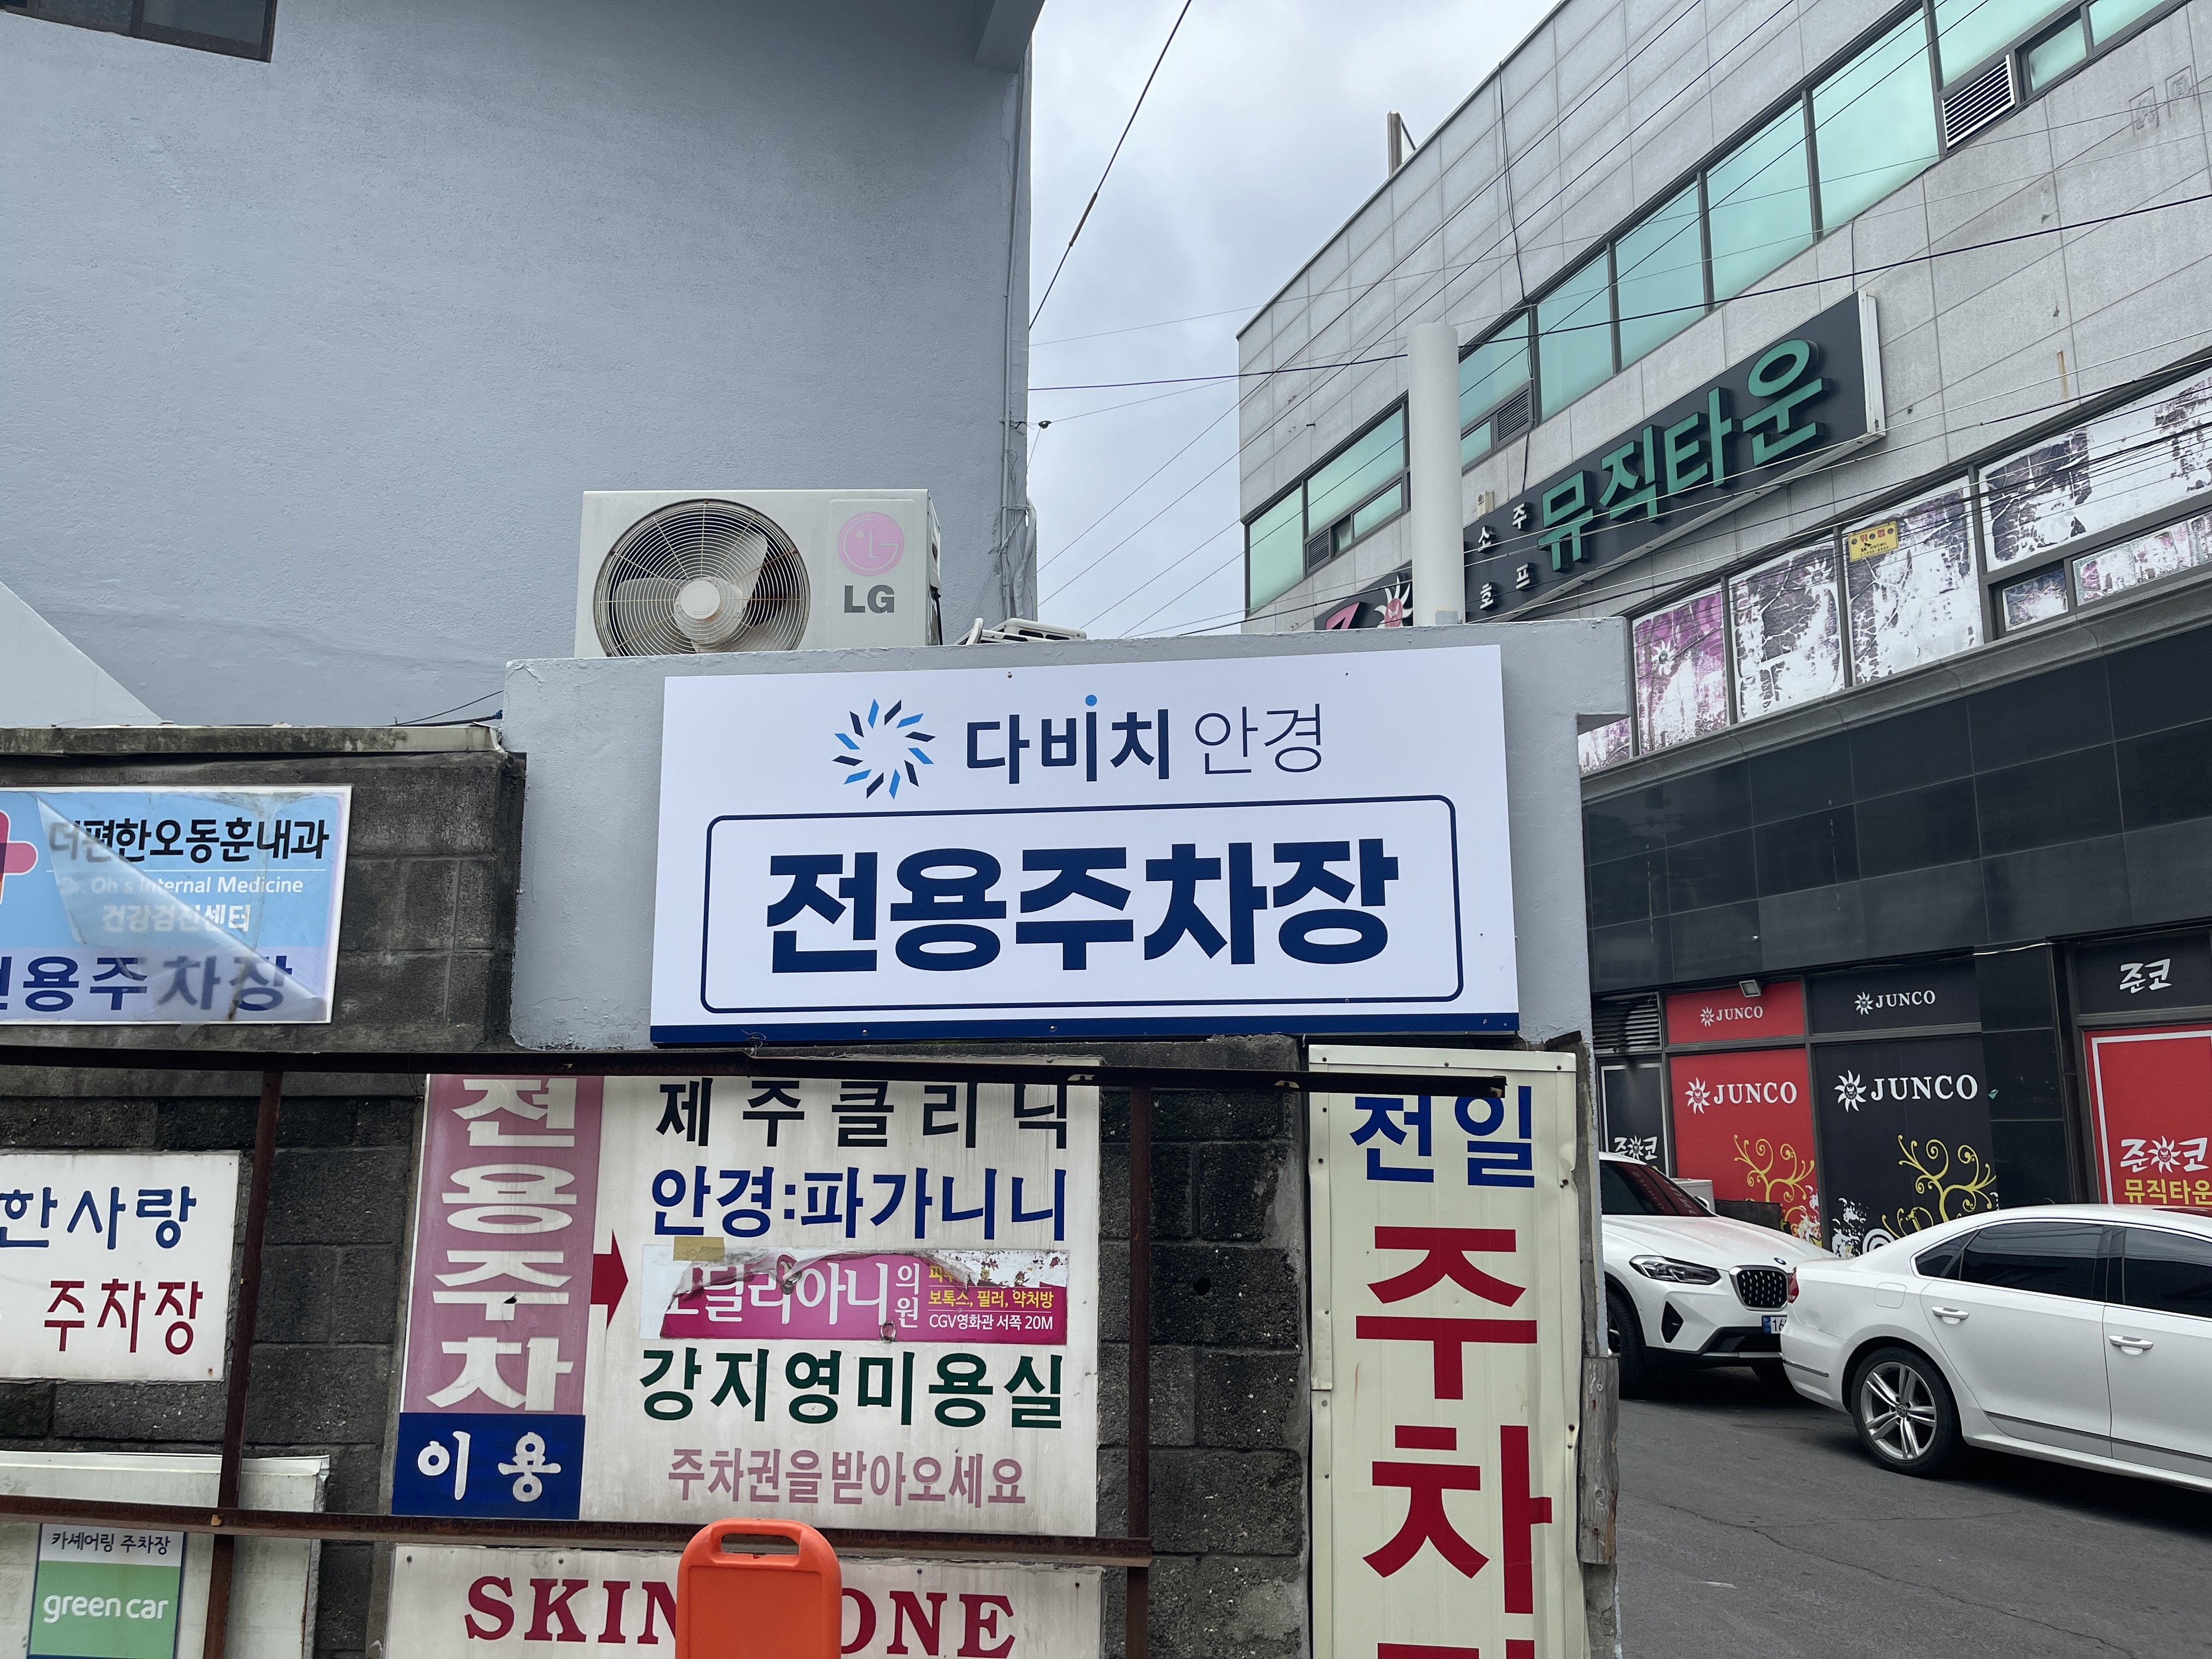 LG
소주
호프
뮤직타운
다비치안경
전용주차장
더편한오동훈내과
Oh's Internal Medicine
건강검진센터
전용주차장
JUNCO
JUNCO
준코
JUNCO
JUNCO
준코
준코
뮤직타운
한사랑
주차장
전용주차
이용
제주클리닉
안경:파가니니
밀리아니의원
보톡스, 필러, 약처방
CGV영화관 서쪽 20M
강지영미용실
주차권을받아오세요
전일
주차
카셰어링 주차장
green car
SKIN
ONE
위험